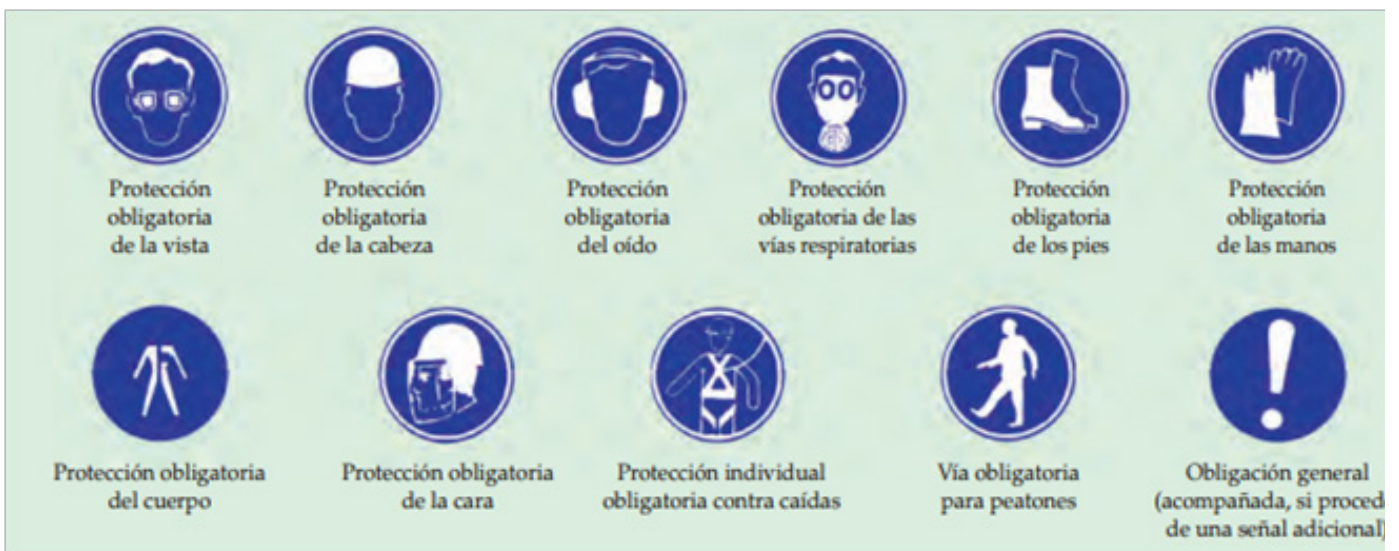 Protección
obligatoria
de la vista
Protección
obligatoria
de la cabeza
Protección
obligatoria
del oído
Protección
obligatoria de las
vías respiratorias
Protección
obligatoria
de los pies
Protección
obligatoria
de las manos
Protección obligatoria
del cuerpo
Protección obligatoria
de la cara
Protección individual
obligatoria contra caídas
Vía obligatoria
para peatones
Obligación general
(acompañada, si procede
de una señal adicional)